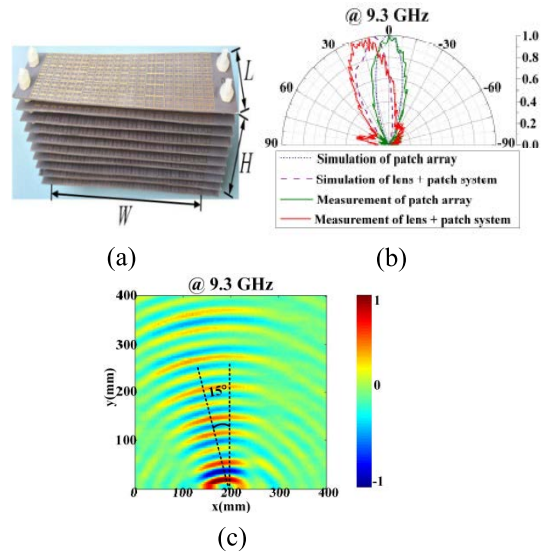 L
H
W
(a)
@ 9.3 GHz
0
30
-30
60
-60
90
-90
1.0
0.8
0.6
0.4
0.2
0.0
Simulation of patch array
Simulation of lens + patch system
Measurement of patch array
Measurement of lens + patch system
(b)
@ 9.3 GHz
400
300
200
100
y(mm)
15°
0 100 200 300 400
x(mm)
1
0
-1
(c)